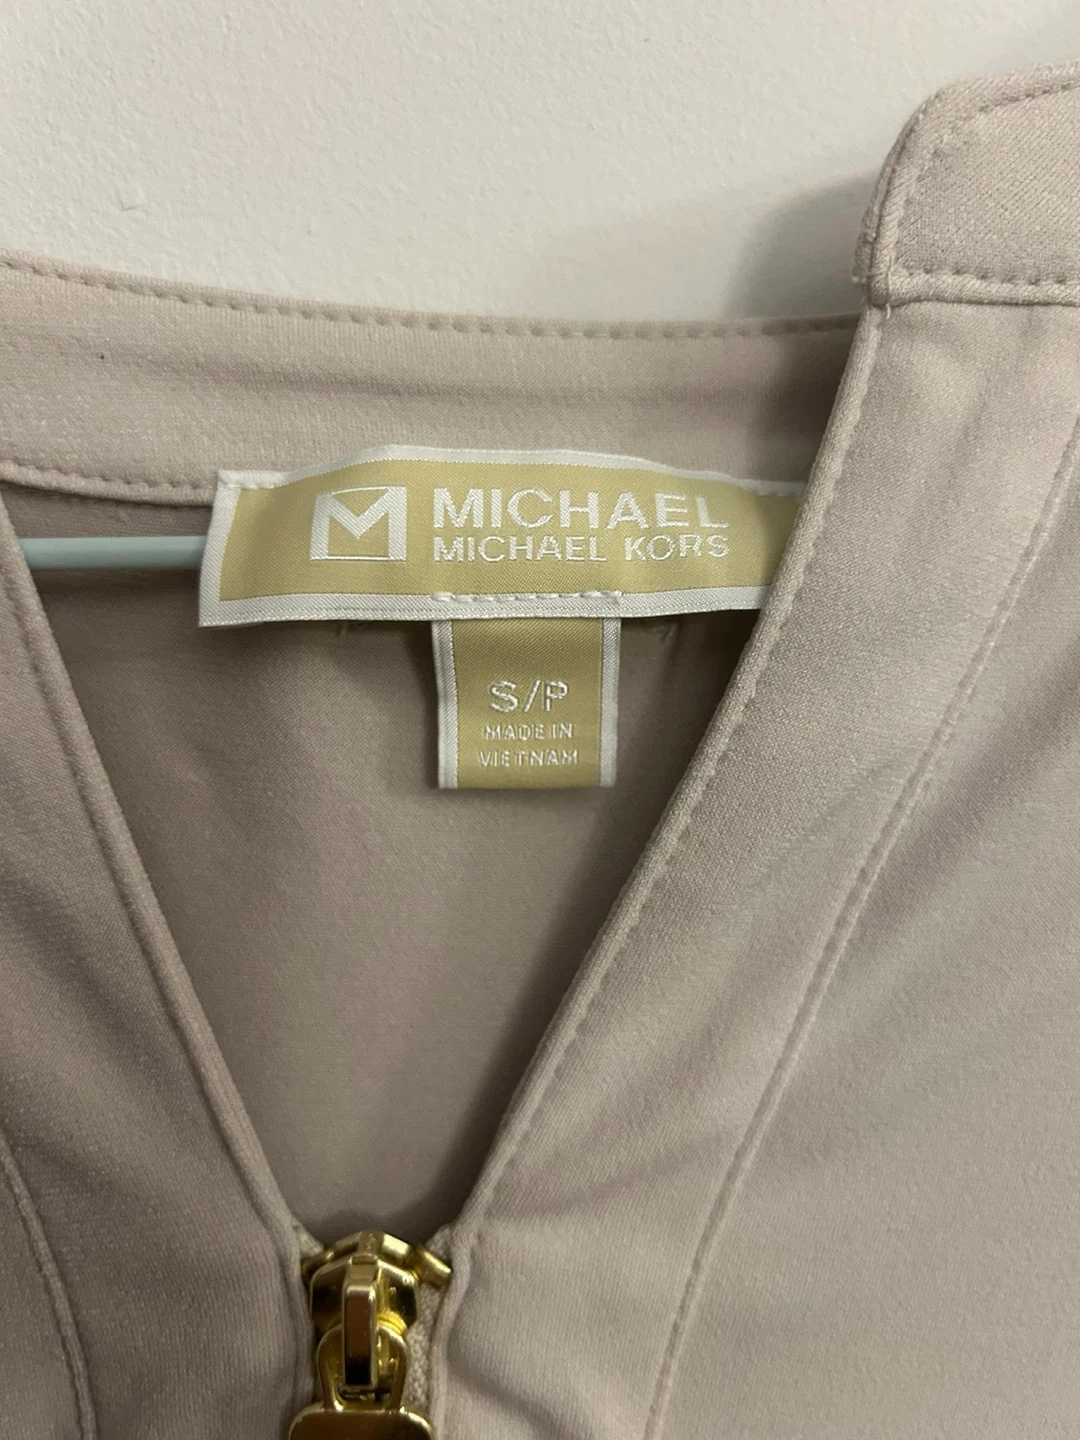 M MICHAEL
MICHAEL KORS
S/P
MADE IN
VIETNAM